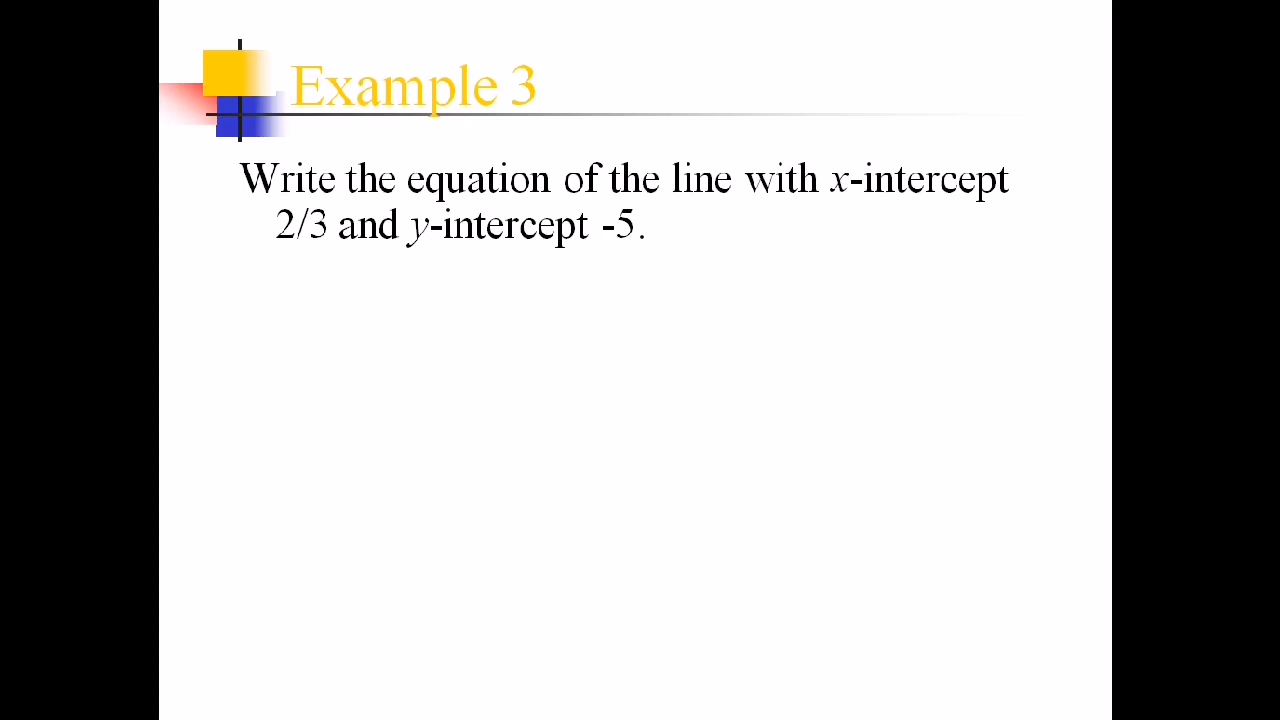 Example 3
Write the equation of the line with x-intercept
2/3 and y-intercept -5.